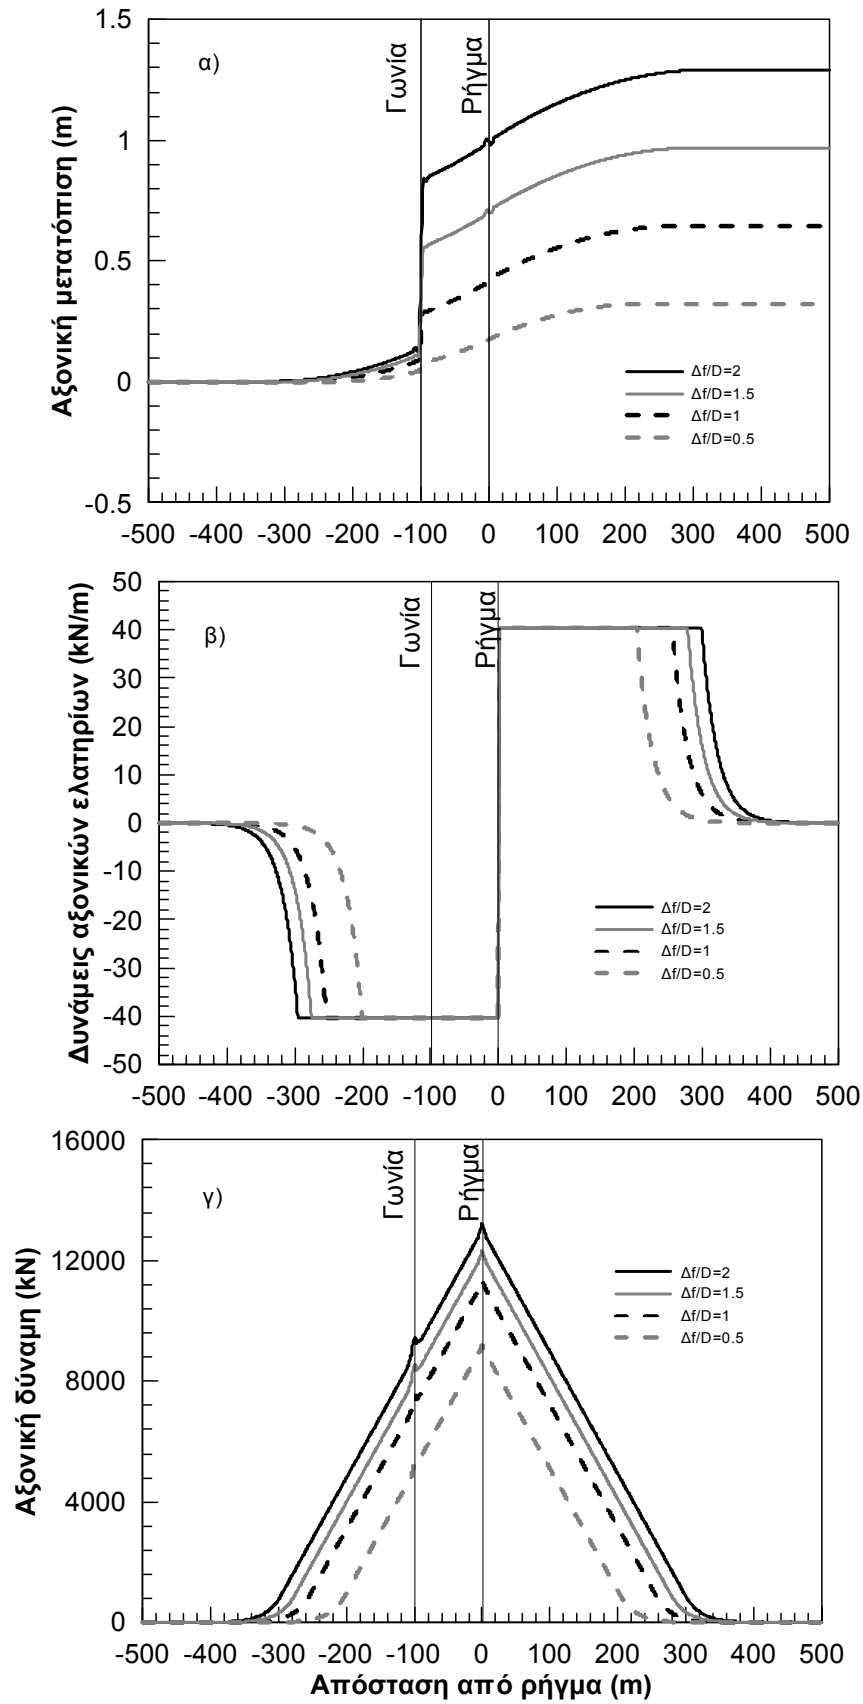 α)
Γωνία
Ρήγμα
Αξονική μετατόπιση (m)
1.5
1
0.5
0
-0.5
Δf/D=2
Δf/D=1.5
Δf/D=1
Δf/D=0.5
-500 -400 -300 -200 -100 0 100 200 300 400 500
β)
Γωνία
Ρήγμα
Δυνάμεις αξονικών ελατηρίων (kN/m)
50
40
30
20
10
0
-10
-20
-30
-40
-50
Δf/D=2
Δf/D=1.5
Δf/D=1
Δf/D=0.5
-500 -400 -300 -200 -100 0 100 200 300 400 500
γ)
Γωνία
Ρήγμα
Αξονική δύναμη (kN)
16000
12000
8000
4000
0
Δf/D=2
Δf/D=1.5
Δf/D=1
Δf/D=0.5
-500 -400 -300 -200 -100 0 100 200 300 400 500
Απόσταση από ρήγμα (m)